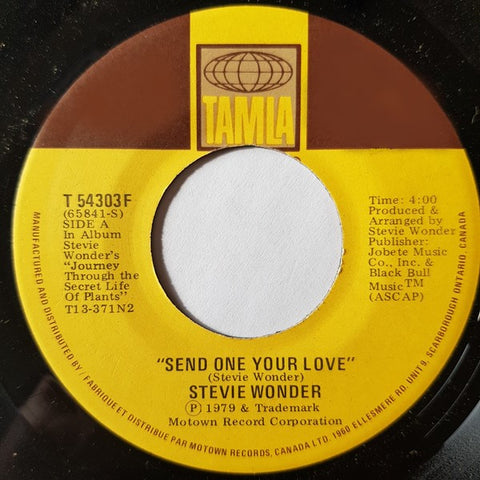 TAMLA
T 54303F
(65841-S)
SIDE A
In Album
Stevie
Wonder's
"Journey
Through the
Secret Life
Of Plants"
T13-371N2
Time: 4:00
Produced &
Arranged by
Stevie Wonder
Publisher:
Jobete Music
Co., Inc. &
Black Bull
Music™
(ASCAP)
"SEND ONE YOUR LOVE"
(Stevie Wonder)
STEVIE WONDER
Ⓟ 1979 & Trademark
Motown Record Corporation
MANUFACTURED AND DISTRIBUTED BY / FABRIQUE ET DISTRIBUE PAR MOTOWN RECORDS, CANADA LTD. 1960 ELLESMERE RD. UNIT 9, SCARBOROUGH ONTARIO, CANADA